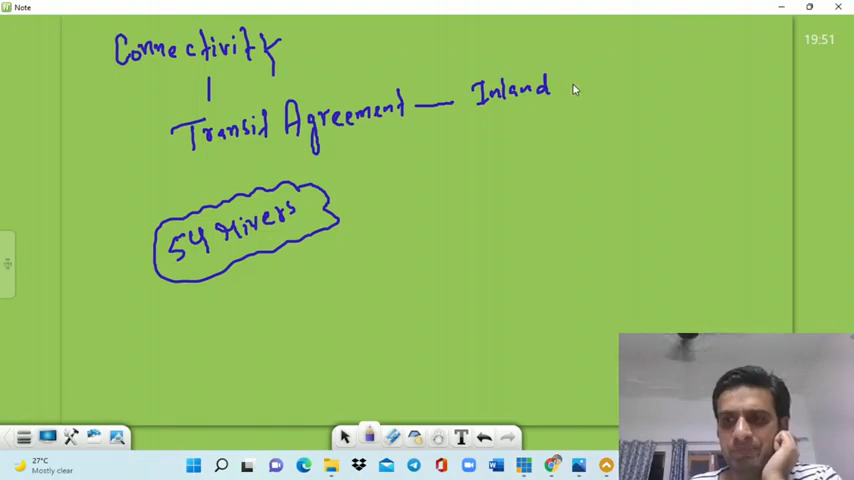 Note
19:51
Connectivity
Transit Agreement — Inland
54 rivers
27°C
Mostly clear